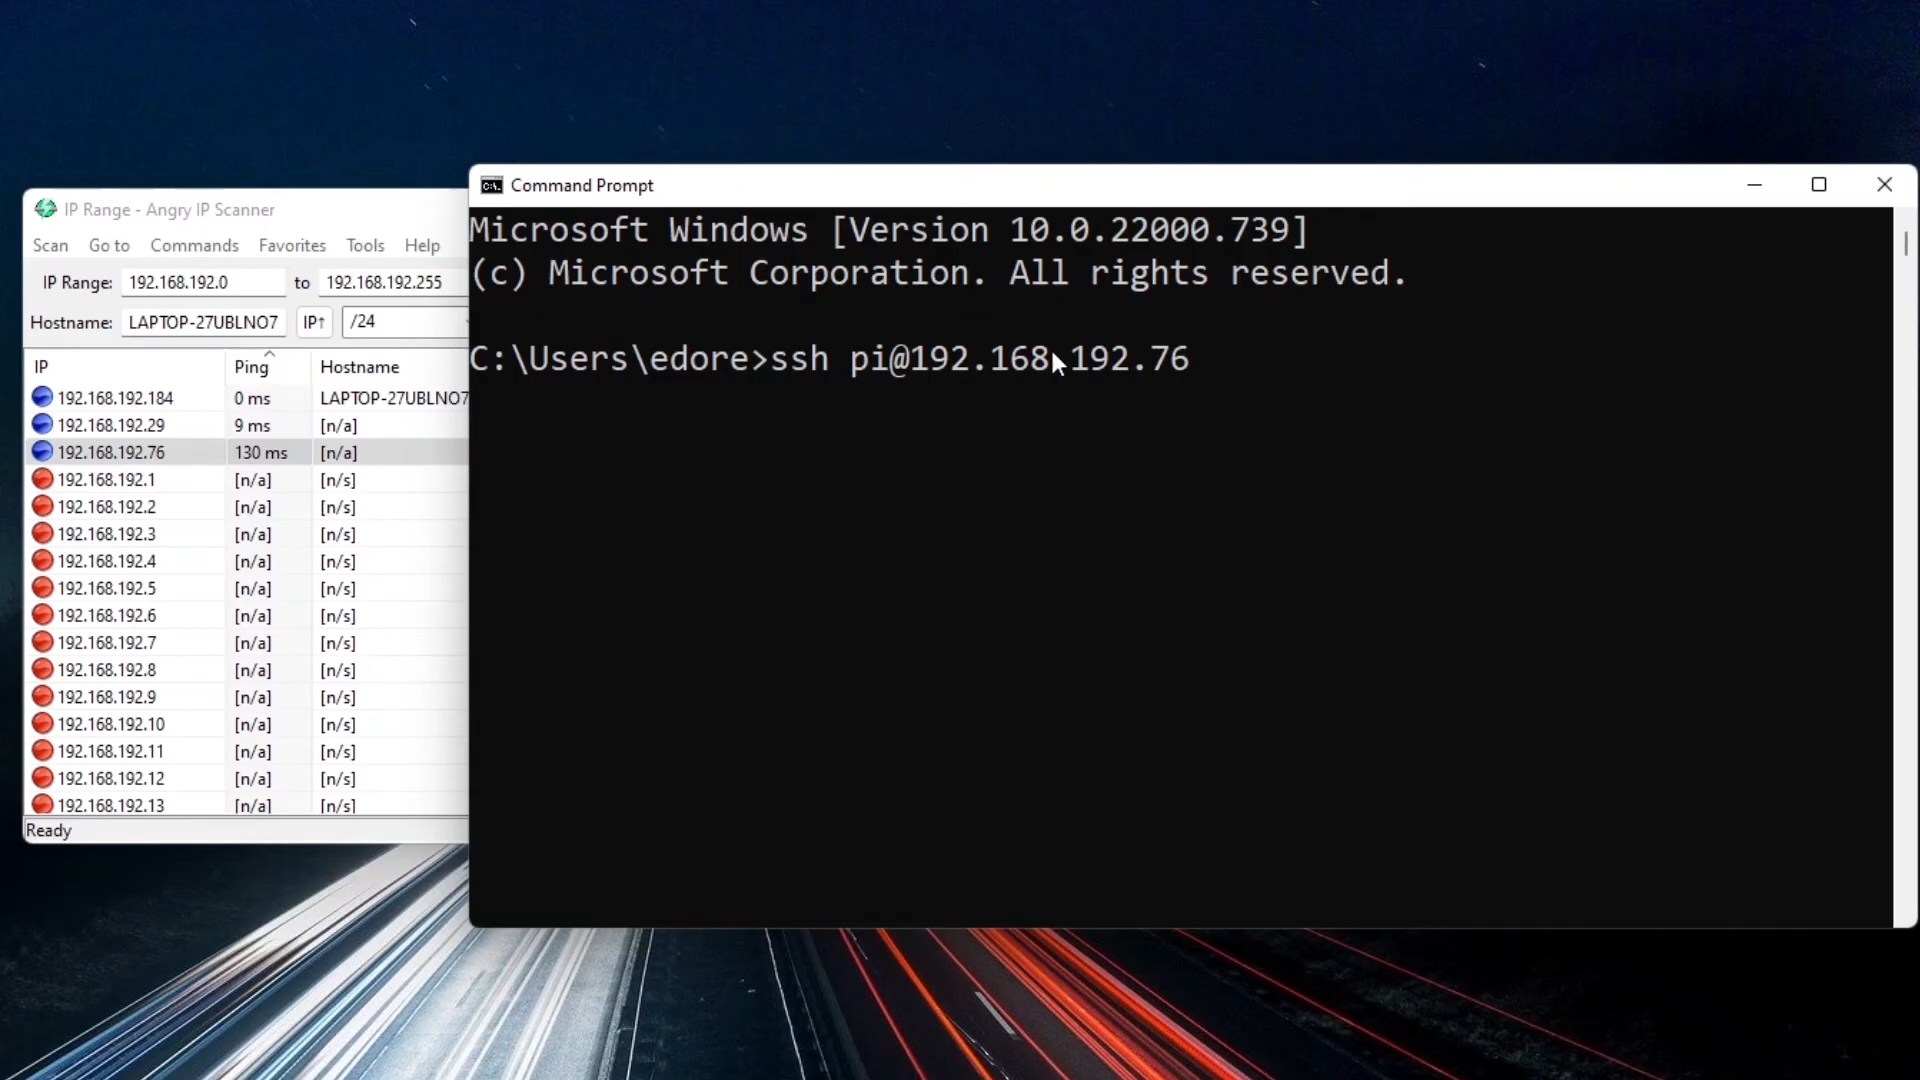 IP Range - Angry IP Scanner
Scan Go to Commands Favorites Tools Help
IP Range: 192.168.192.0 to 192.168.192.255
Hostname: LAPTOP-27UBLNO7 IP↑ /24
IP Ping Hostname
192.168.192.184 0 ms LAPTOP-27UBLNO7
192.168.192.29 9 ms [n/a]
192.168.192.76 130 ms [n/a]
192.168.192.1 [n/a] [n/s]
192.168.192.2 [n/a] [n/s]
192.168.192.3 [n/a] [n/s]
192.168.192.4 [n/a] [n/s]
192.168.192.5 [n/a] [n/s]
192.168.192.6 [n/a] [n/s]
192.168.192.7 [n/a] [n/s]
192.168.192.8 [n/a] [n/s]
192.168.192.9 [n/a] [n/s]
192.168.192.10 [n/a] [n/s]
192.168.192.11 [n/a] [n/s]
192.168.192.12 [n/a] [n/s]
192.168.192.13 [n/a] [n/s]
Ready
Command Prompt
Microsoft Windows [Version 10.0.22000.739]
(c) Microsoft Corporation. All rights reserved.
C:\Users\edore>ssh pi@192.168.192.76